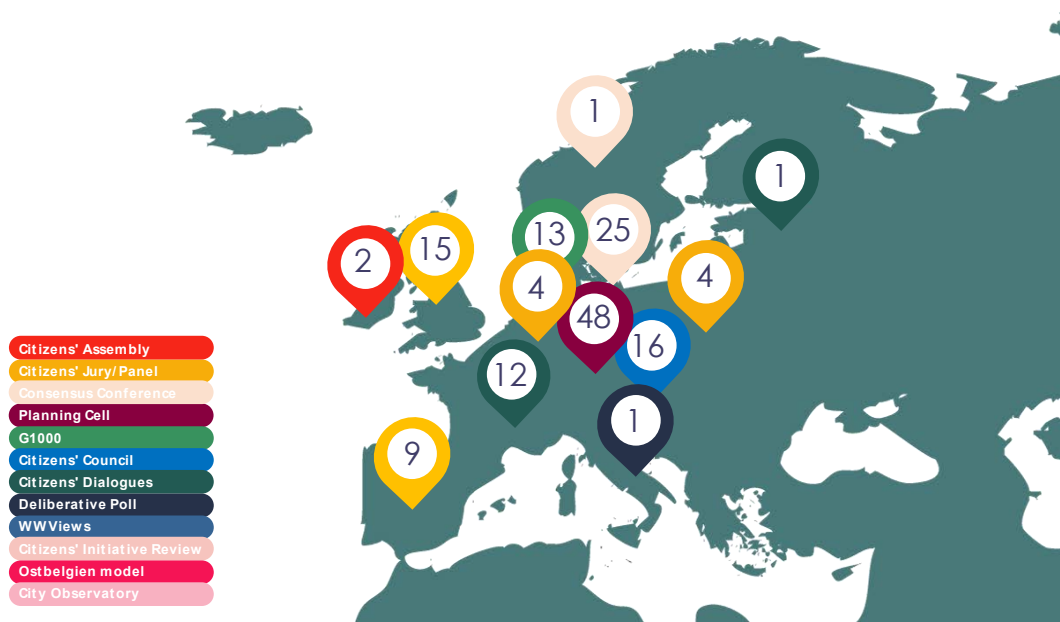 1
1
13
25
2
15
4
4
48
16
12
1
9
Citizens' Assembly
Citizens' Jury/Panel
Consensus Conference
Planning Cell
G1000
Citizens' Council
Citizens' Dialogues
Deliberative Poll
WWViews
Citizens' Initiative Review
Ostbelgien model
City Observatory